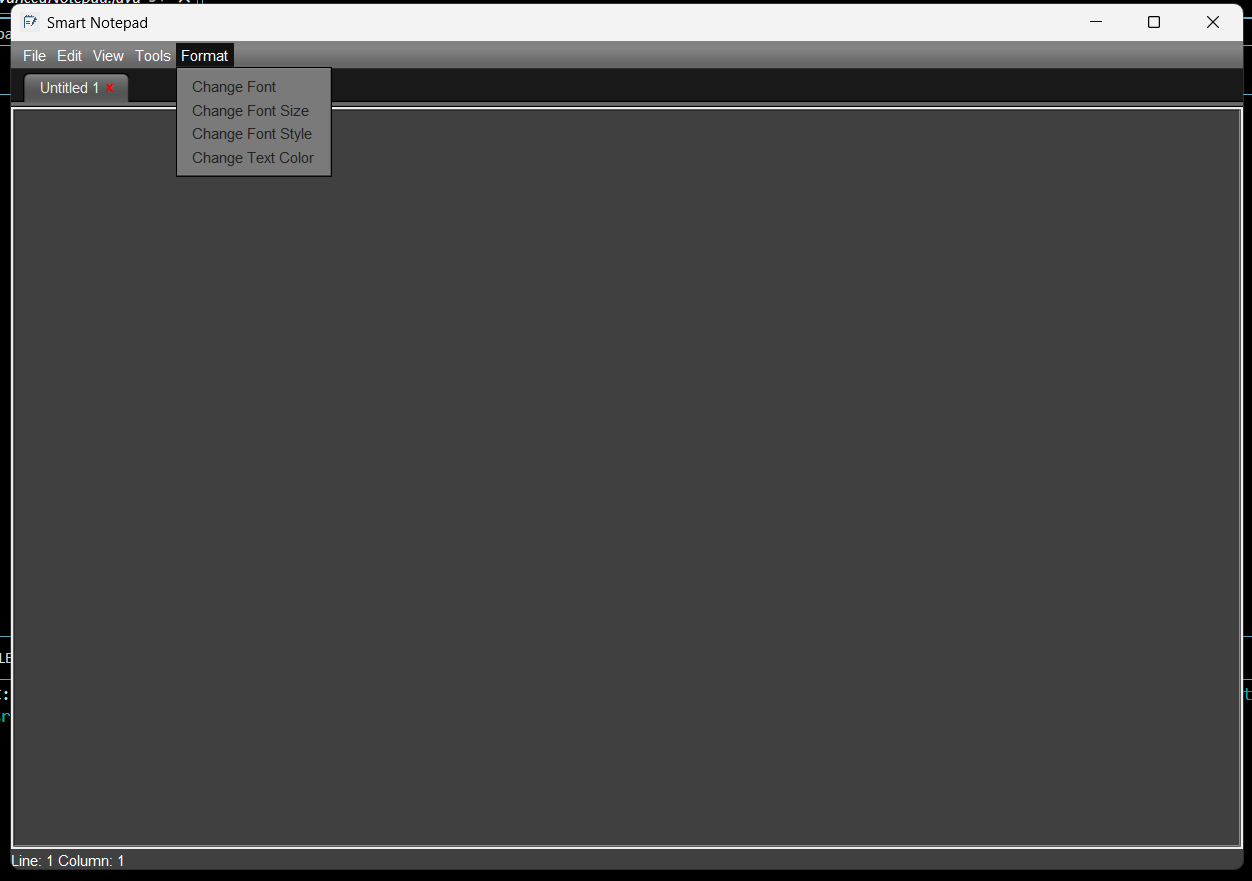 Smart Notepad
File Edit View Tools Format
Untitled 1 x
Change Font
Change Font Size
Change Font Style
Change Text Color
Line: 1 Column: 1